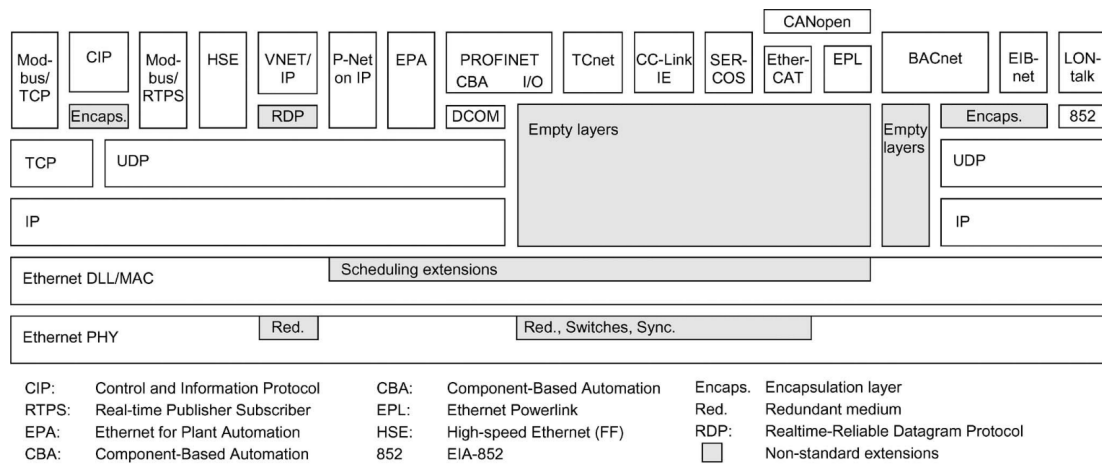 CANopen
Mod-
bus/
TCP
CIP
Mod-
bus/
RTPS
HSE
VNET/
IP
P-Net
on IP
EPA
PROFINET
CBA I/O
TCnet
CC-Link
IE
SER-
COS
Ether-
CAT
EPL
BACnet
EIB-
net
LON-
talk
Encaps.
RDP
DCOM
Empty layers
Empty
layers
Encaps.
852
TCP
UDP
UDP
IP
IP
Ethernet DLL/MAC
Scheduling extensions
Ethernet PHY
Red.
Red., Switches, Sync.
CIP: Control and Information Protocol
RTPS: Real-time Publisher Subscriber
EPA: Ethernet for Plant Automation
CBA: Component-Based Automation
CBA: Component-Based Automation
EPL: Ethernet Powerlink
HSE: High-speed Ethernet (FF)
852 EIA-852
Encaps. Encapsulation layer
Red. Redundant medium
RDP: Realtime-Reliable Datagram Protocol
Non-standard extensions